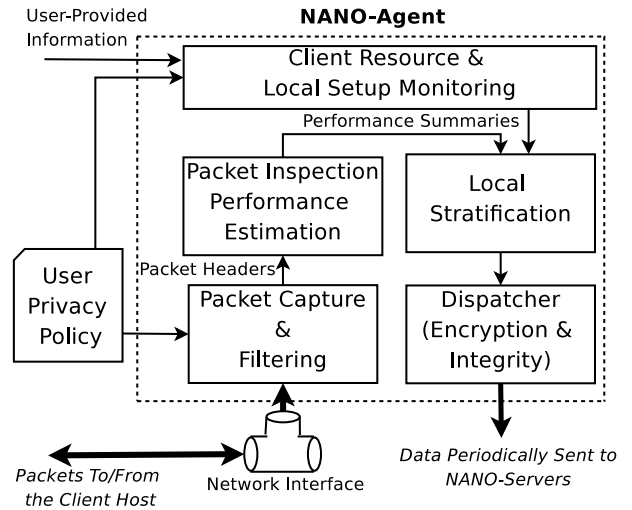 User-Provided
Information
NANO-Agent
Client Resource &
Local Setup Monitoring
Performance Summaries
Packet Inspection
Performance
Estimation
Local
Stratification
Packet Headers
User
Privacy
Policy
Packet Capture
&
Filtering
Dispatcher
(Encryption &
Integrity)
Packets To/From
the Client Host
Network Interface
Data Periodically Sent to
NANO-Servers